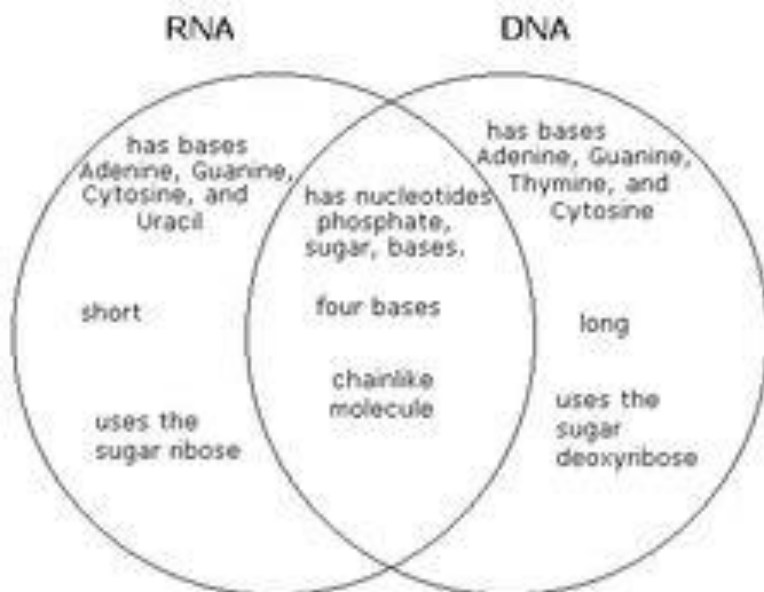 RNA
DNA
has bases
Adenine, Guanine,
Cytosine, and
Uracil
short
uses the
sugar ribose
has nucleotides
phosphate,
sugar, bases.
four bases
chainlike
molecule
has bases
Adenine, Guanine,
Thymine, and
Cytosine
long
uses the
sugar
deoxyribose